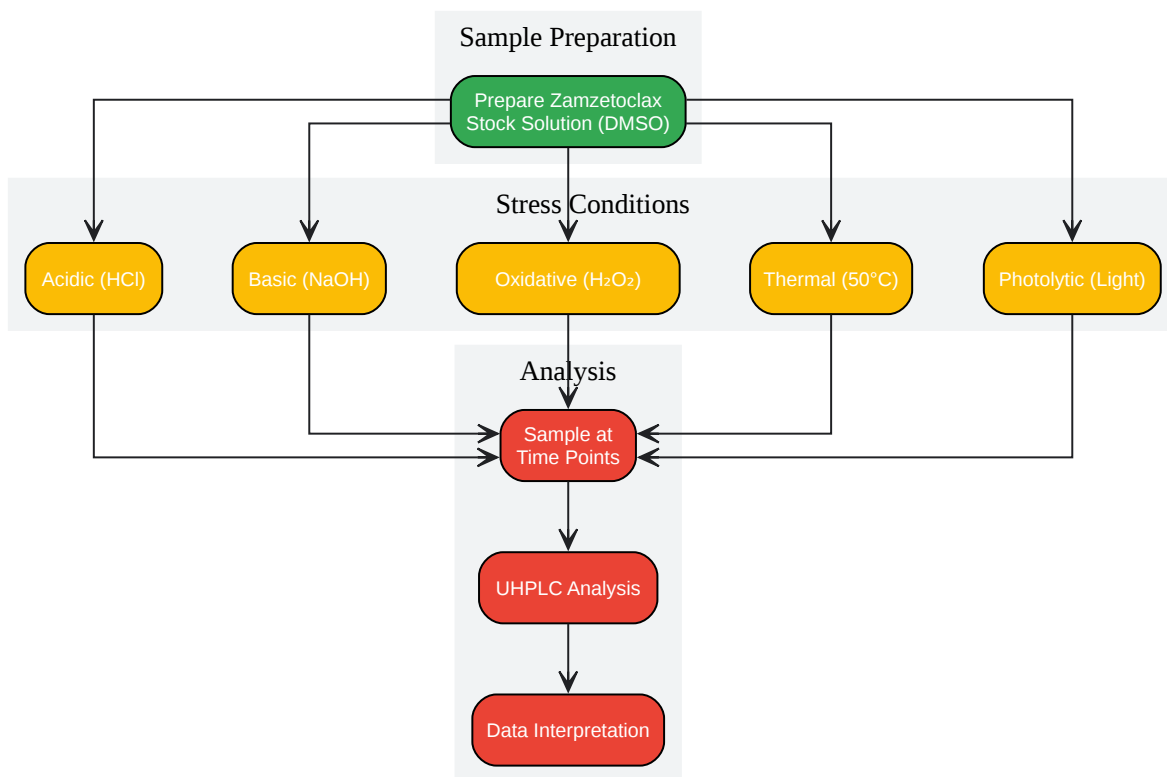 Sample Preparation
Prepare Zamzetoclax
Stock Solution (DMSO)
Stress Conditions
Acidic (HCl)
Basic (NaOH)
Oxidative (H₂O₂)
Thermal (50°C)
Photolytic (Light)
Analysis
Sample at
Time Points
UHPLC Analysis
Data Interpretation